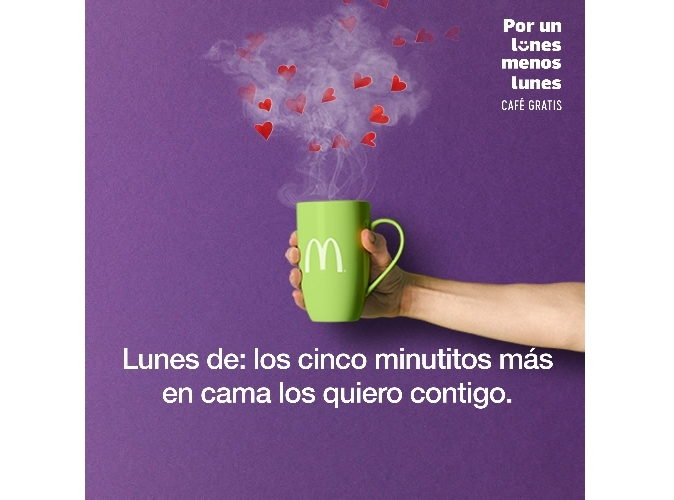 Por un
lunes
menos
lunes
CAFÉ GRATIS
M
Lunes de: los cinco minutitos más
en cama los quiero contigo.